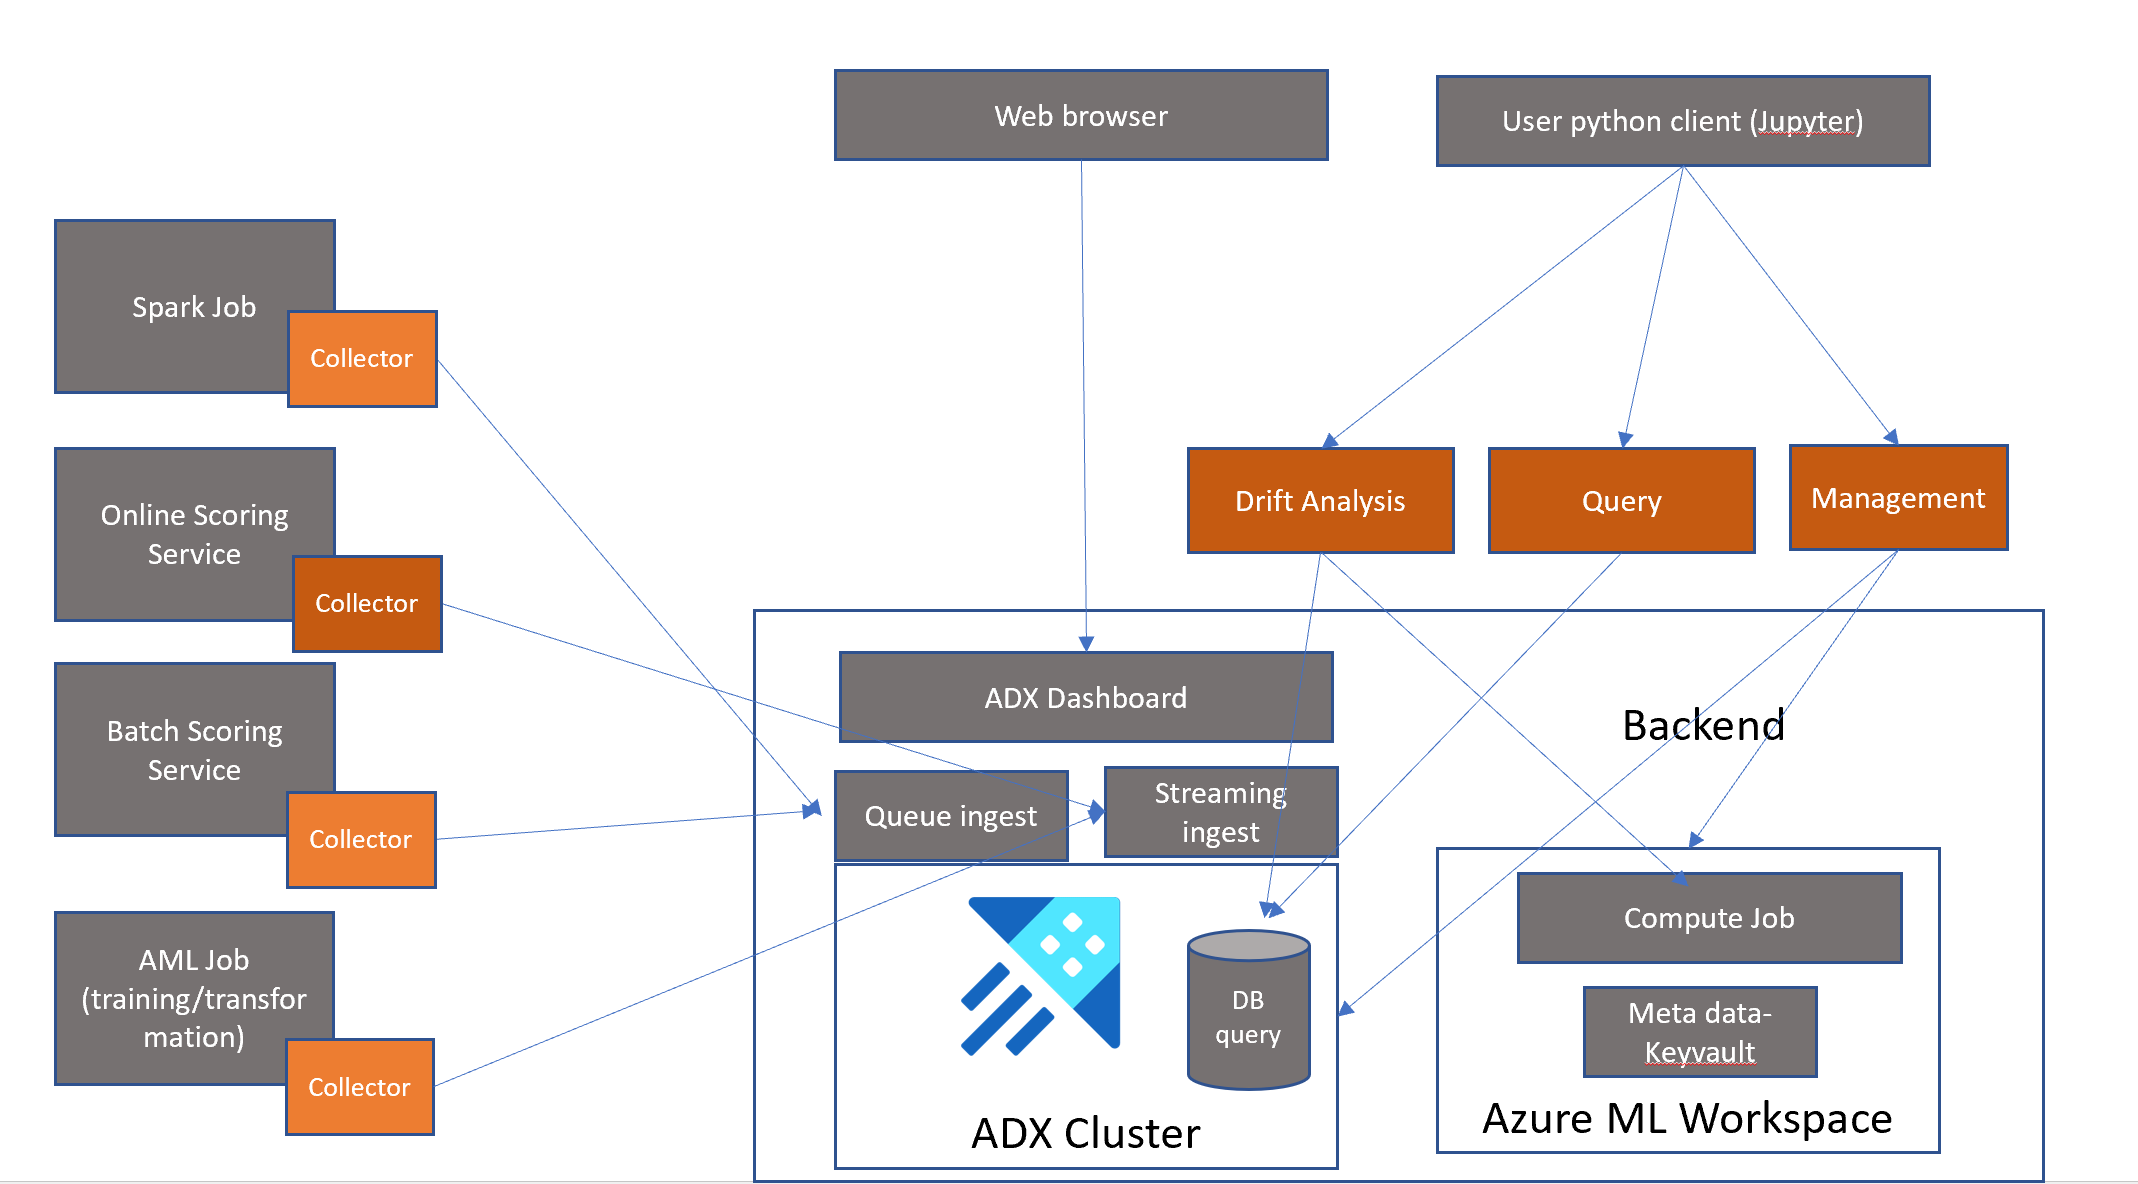 Web browser
User python client (Jupyter)
Spark Job
Collector
Online Scoring
Service
Collector
Batch Scoring
Service
Collector
AML Job
(training/transfor
mation)
Collector
Drift Analysis
Query
Management
ADX Dashboard
Backend
Queue ingest
Streaming
ingest
DB
query
ADX Cluster
Compute Job
Meta data-
Keyvault
Azure ML Workspace